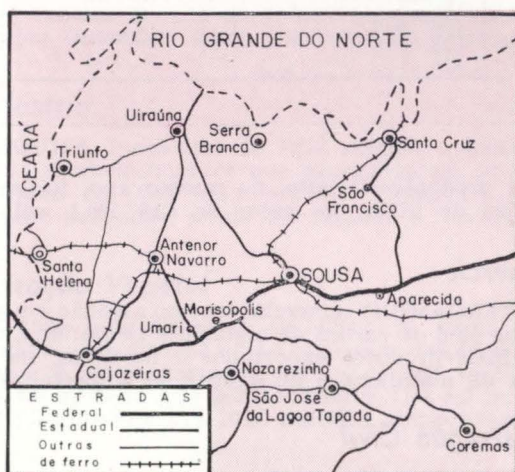 RIO GRANDE DO NORTE
CEARÁ
Uiraúna
Serra
Branca
Santa Cruz
Triunfo
São
Francisco
Antenor
Navarro
Santa
Helena
SOUSA
Aparecida
Marisópolis
Umari
Cajazeiras
Nazarezinho
São José
da Lagoa Tapada
Coremas
ESTRADAS
Federal
Estadual
Outras
de ferro